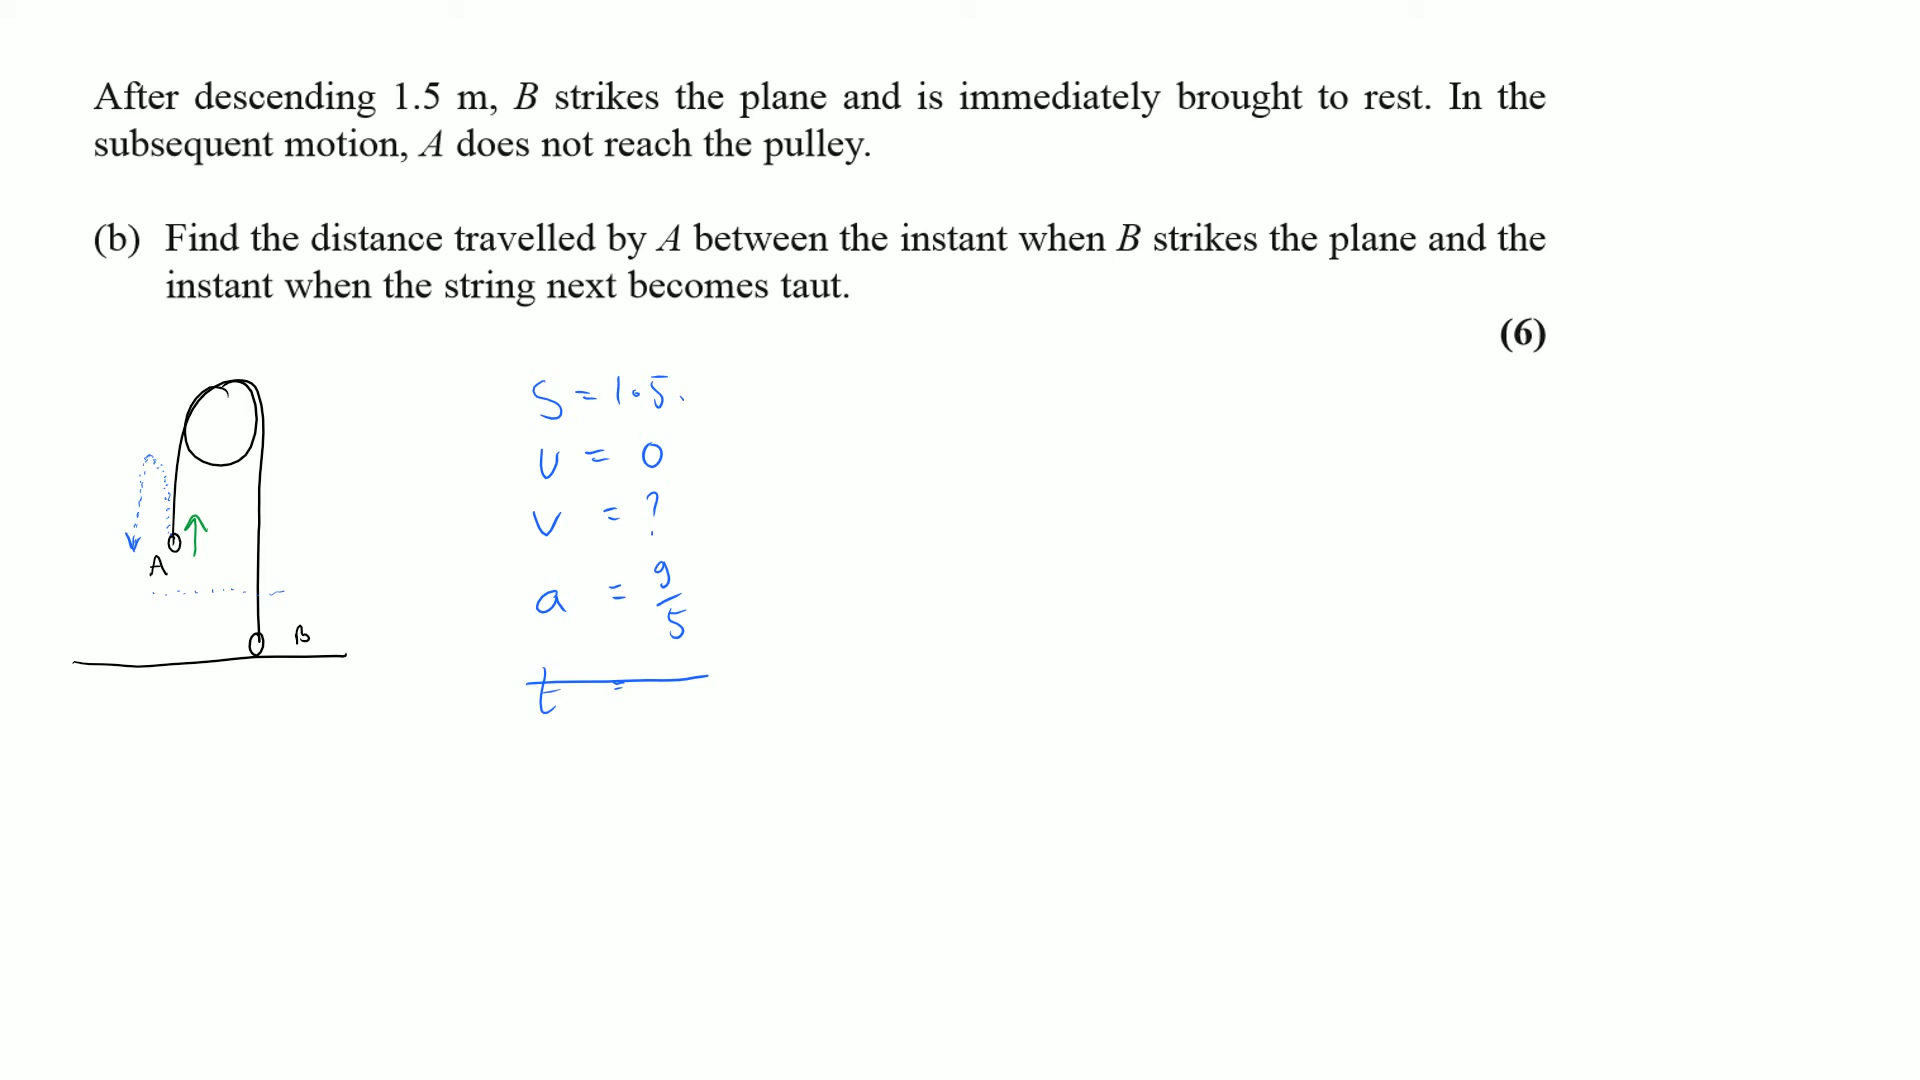 After descending 1.5 m, B strikes the plane and is immediately brought to rest. In the
subsequent motion, A does not reach the pulley.
(b) Find the distance travelled by A between the instant when B strikes the plane and the
instant when the string next becomes taut.
(6)
S = 1.5.
U = 0
V = ?
a = g/5
t =
A
B